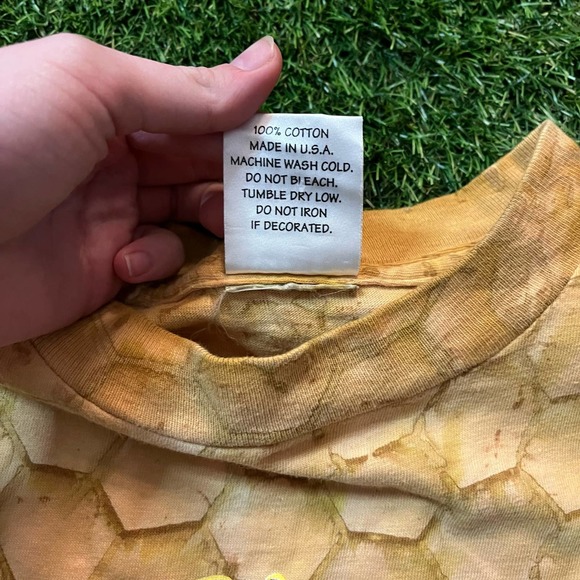 100% COTTON
MADE IN U.S.A.
MACHINE WASH COLD.
DO NOT BLEACH.
TUMBLE DRY LOW.
DO NOT IRON
IF DECORATED.